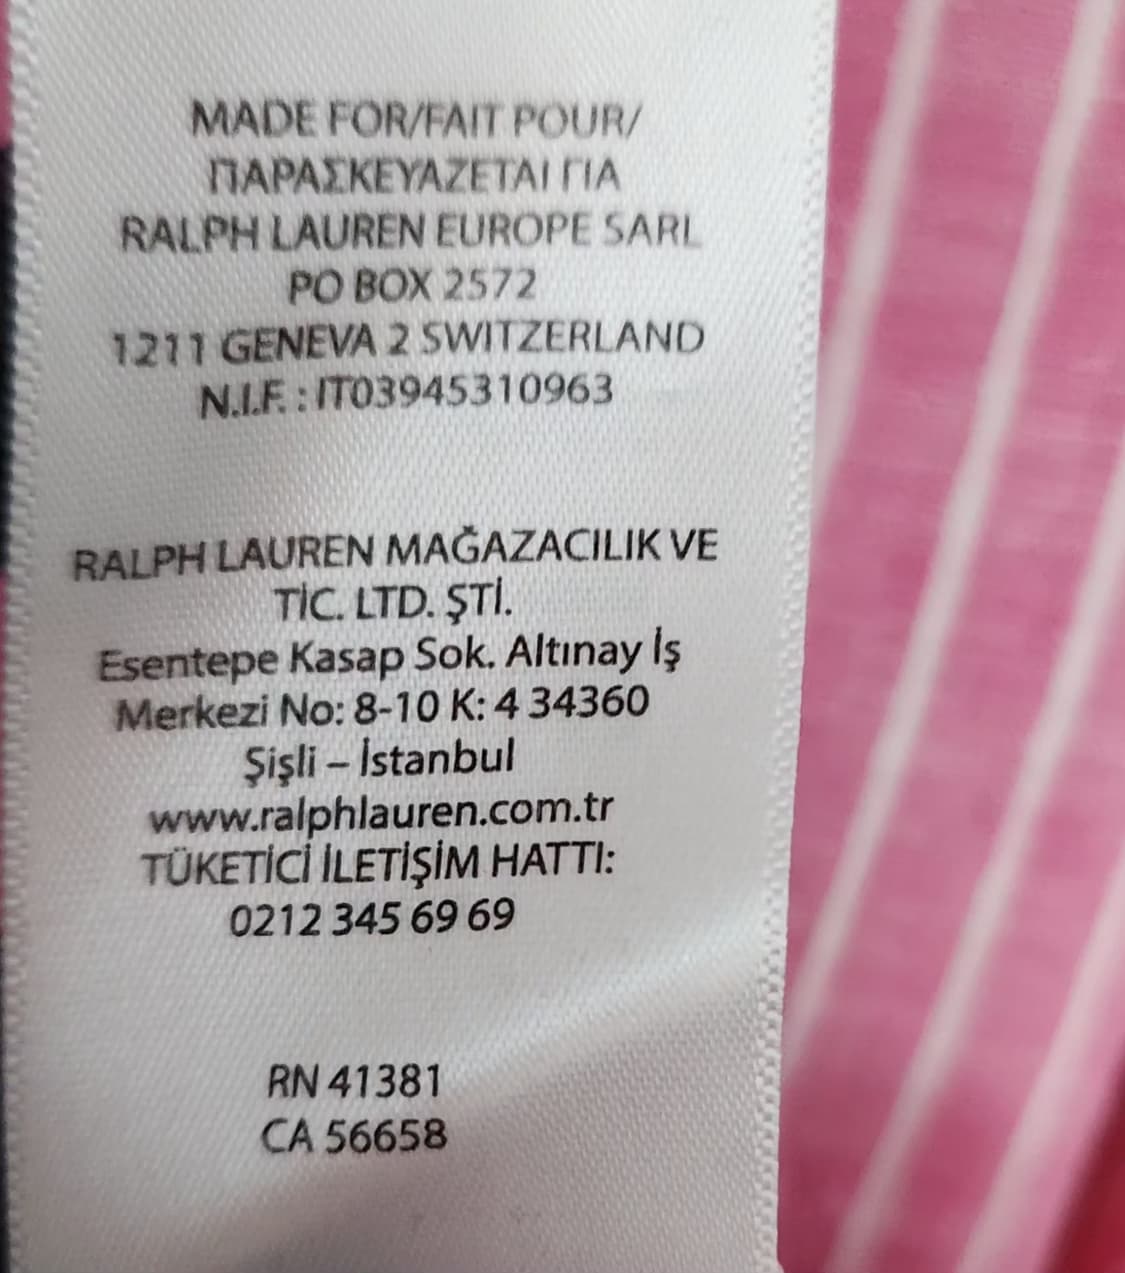 MADE FOR/FAIT POUR/
ΠΑΡΑΣΚΕΥΑΖΕΤΑΙ ΓΙΑ
RALPH LAUREN EUROPE SARL
PO BOX 2572
1211 GENEVA 2 SWITZERLAND
N.I.F. : IT03945310963
RALPH LAUREN MAĞAZACILIK VE
TİC. LTD. ŞTİ.
Esentepe Kasap Sok. Altınay İş
Merkezi No: 8-10 K: 4 34360
Şişli – İstanbul
www.ralphlauren.com.tr
TÜKETİCİ İLETİŞİM HATTI:
0212 345 69 69
RN 41381
CA 56658